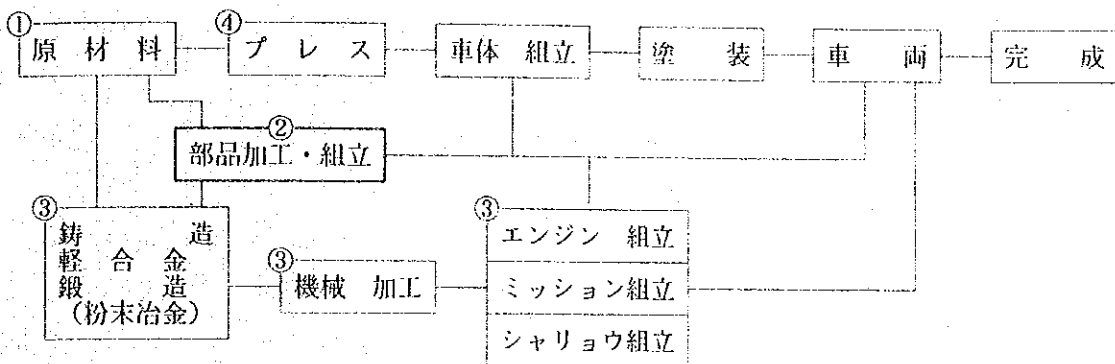 ① 原材料 ④ プレス 車体 組立 塗装 車両 完成
② 部品加工・組立
③ 鋳造
軽合金
鍛造
(粉末冶金)
③ 機械 加工
③ エンジン 組立
ミッション組立
シャリョウ組立